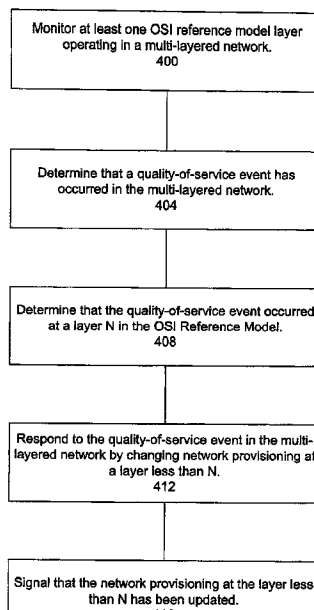 Monitor at least one OSI reference model layer
operating in a multi-layered network.
400
Determine that a quality-of-service event has
occurred in the multi-layered network.
404
Determine that the quality-of-service event occurred
at a layer N in the OSI Reference Model.
408
Respond to the quality-of-service event in the multi-
layered network by changing network provisioning at
a layer less than N.
412
Signal that the network provisioning at the layer less
than N has been updated.